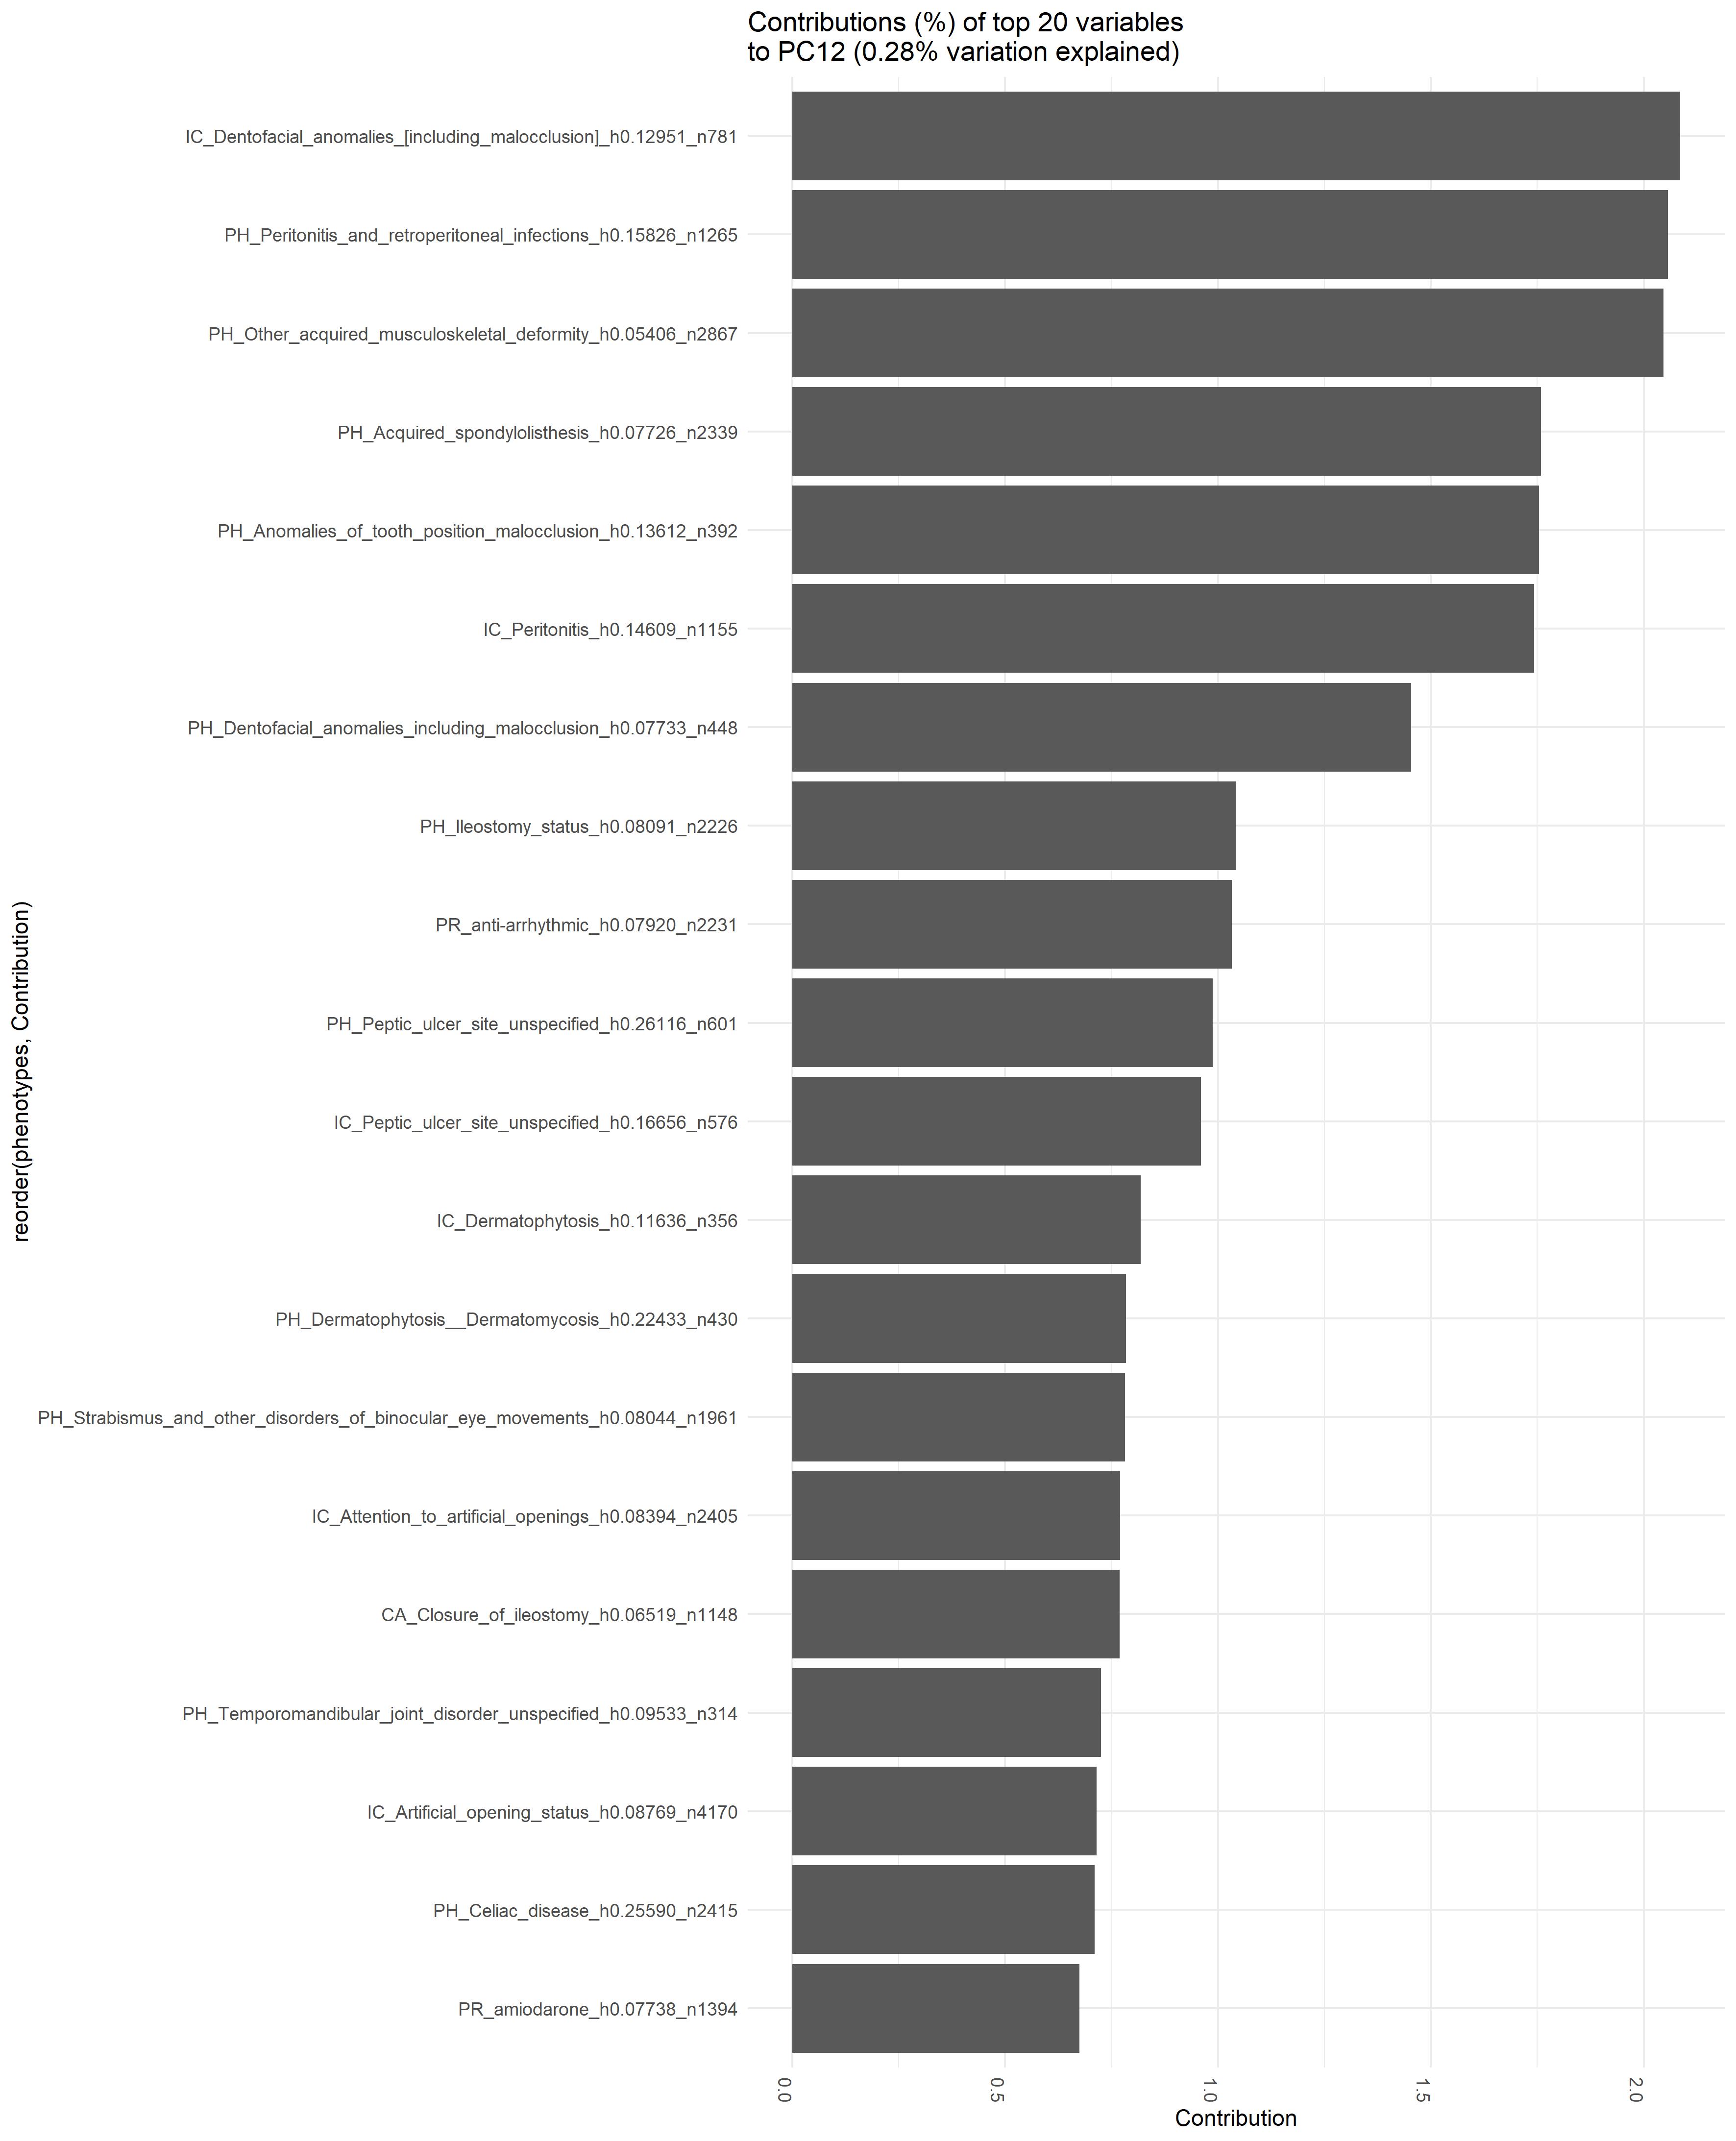 Contributions (%) of top 20 variables
to PC12 (0.28% variation explained)
IC_Dentofacial_anomalies_[including_malocclusion]_h0.12951_n781
PH_Peritonitis_and_retroperitoneal_infections_h0.15826_n1265
PH_Other_acquired_musculoskeletal_deformity_h0.05406_n2867
PH_Acquired_spondylolisthesis_h0.07726_n2339
PH_Anomalies_of_tooth_position_malocclusion_h0.13612_n392
IC_Peritonitis_h0.14609_n1155
PH_Dentofacial_anomalies_including_malocclusion_h0.07733_n448
PH_Ileostomy_status_h0.08091_n2226
PR_anti-arrhythmic_h0.07920_n2231
PH_Peptic_ulcer_site_unspecified_h0.26116_n601
IC_Peptic_ulcer_site_unspecified_h0.16656_n576
IC_Dermatophytosis_h0.11636_n356
PH_Dermatophytosis__Dermatomycosis_h0.22433_n430
PH_Strabismus_and_other_disorders_of_binocular_eye_movements_h0.08044_n1961
IC_Attention_to_artificial_openings_h0.08394_n2405
CA_Closure_of_ileostomy_h0.06519_n1148
PH_Temporomandibular_joint_disorder_unspecified_h0.09533_n314
IC_Artificial_opening_status_h0.08769_n4170
PH_Celiac_disease_h0.25590_n2415
PR_amiodarone_h0.07738_n1394
reorder(phenotypes, Contribution)
0.0
0.5
1.0
1.5
2.0
Contribution